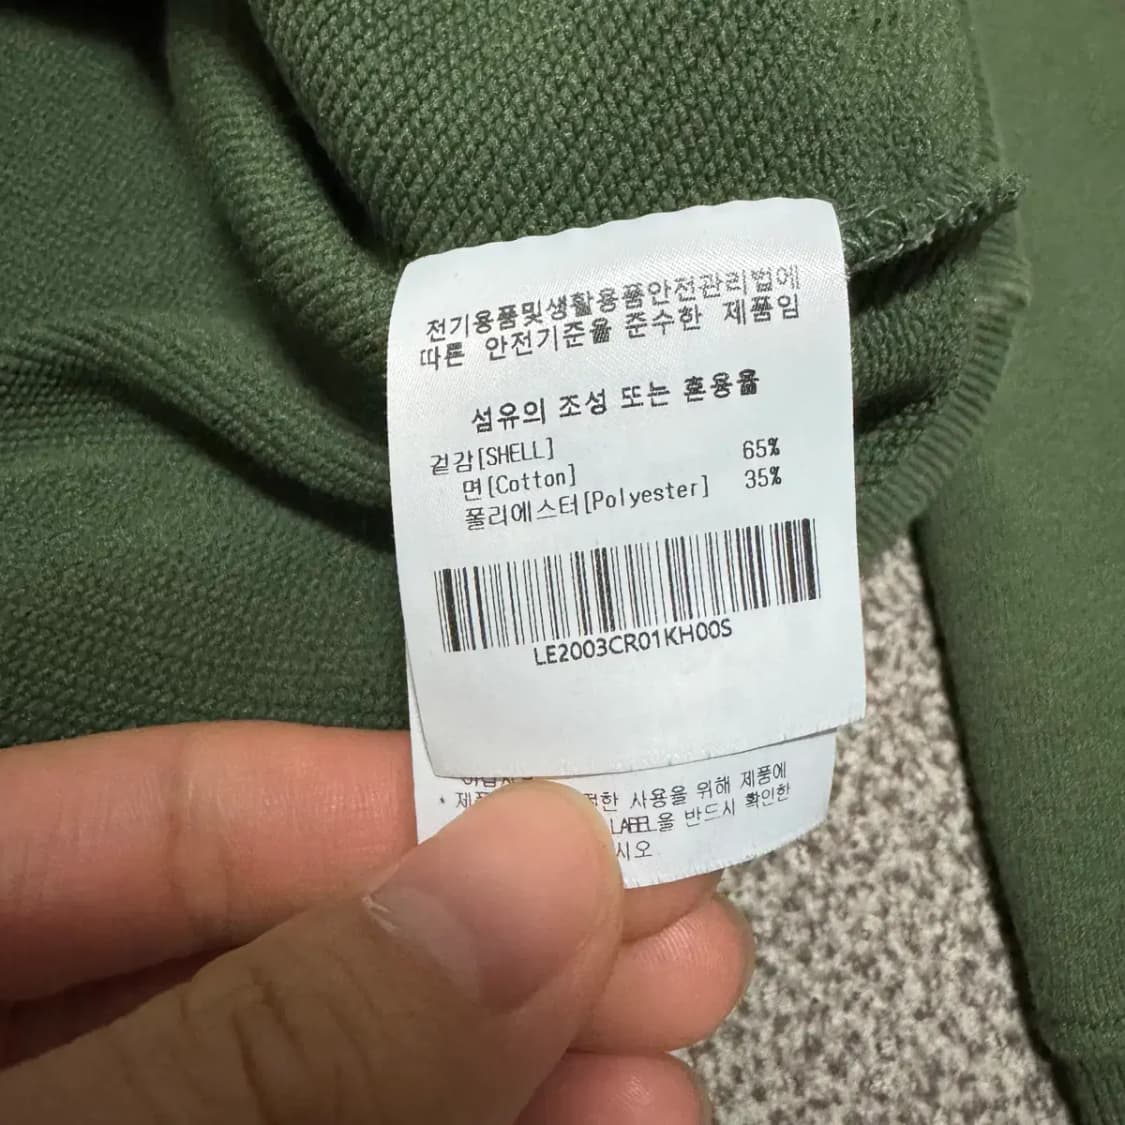 전기용품및생활용품안전관리법에
따른 안전기준을 준수한 제품임
섬유의 조성 또는 혼용율
겉감[SHELL]
면[Cotton] 65%
폴리에스터[Polyester] 35%
LE2003CR01KH00S
* 제품 한 사용을 위해 제품에
LABEL을 반드시 확인한
시오